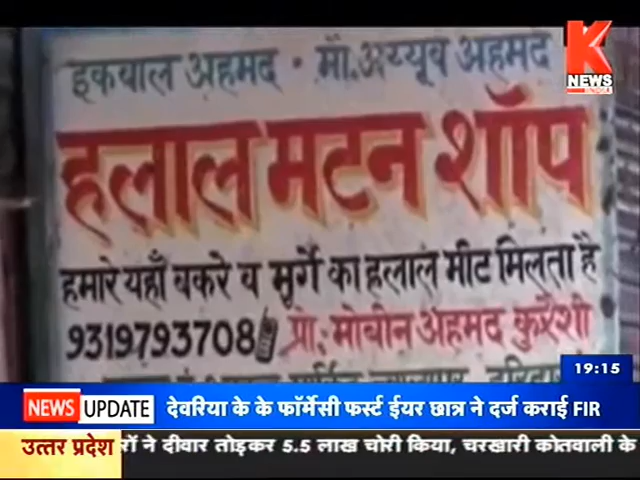 इकबाल अहमद • मौ. अय्यूब अहमद
K
NEWS
INDIA
हलाल मटन शॉप
हमारे यहाँ बकरे व मुर्गे का हलाल मीट मिलता है
9319793708 प्रो: मोबीन अहमद कुरैशी
19:15
NEWS UPDATE देवरिया के के फॉर्मेसी फर्स्ट ईयर छात्र ने दर्ज कराई FIR
उत्तर प्रदेश रों ने दीवार तोड़कर 5.5 लाख चोरी किया, चरखारी कोतवाली के